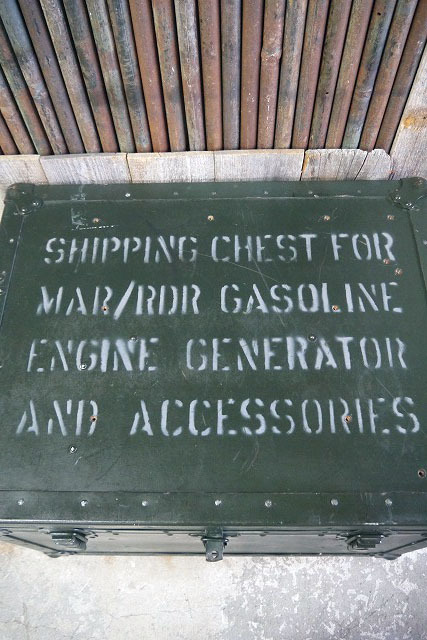 SHIPPING CHEST FOR
MAR/RDR GASOLINE
ENGINE GENERATOR
AND ACCESSORIES